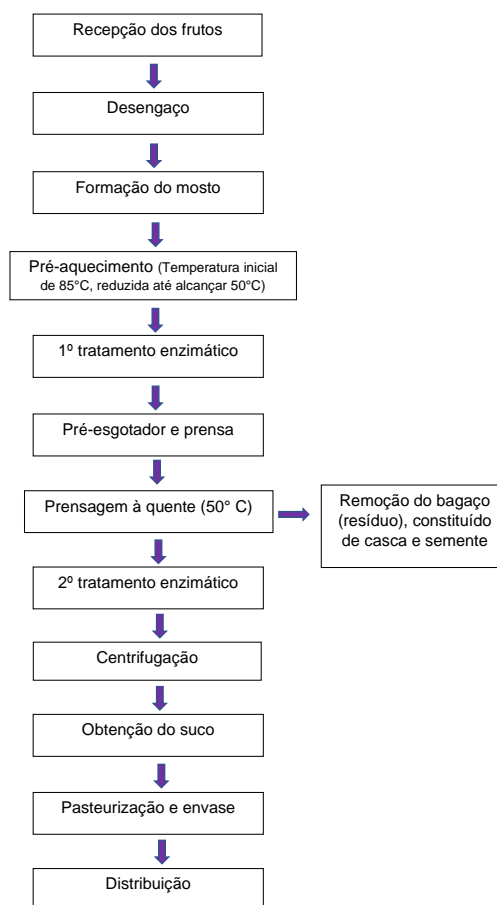 Recepção dos frutos
Desengaço
Formação do mosto
Pré-aquecimento (Temperatura inicial
de 85°C, reduzida até alcançar 50°C)
1º tratamento enzimático
Pré-esgotador e prensa
Prensagem à quente (50° C)
Remoção do bagaço
(resíduo), constituído
de casca e semente
2º tratamento enzimático
Centrifugação
Obtenção do suco
Pasteurização e envase
Distribuição